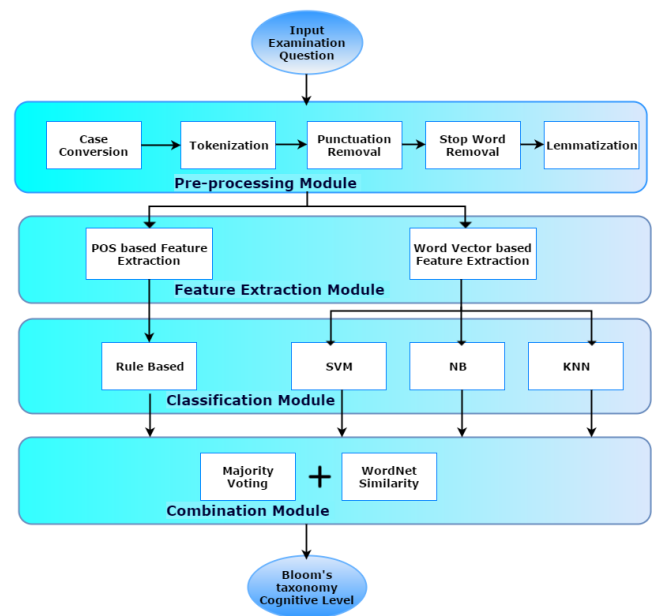 Input
Examination
Question
Case
Conversion
Tokenization
Punctuation
Removal
Stop Word
Removal
Lemmatization
Pre-processing Module
POS based Feature
Extraction
Word Vector based
Feature Extraction
Feature Extraction Module
Rule Based
SVM
NB
KNN
Classification Module
Majority
Voting
+
WordNet
Similarity
Combination Module
Bloom's
taxonomy
Cognitive Level